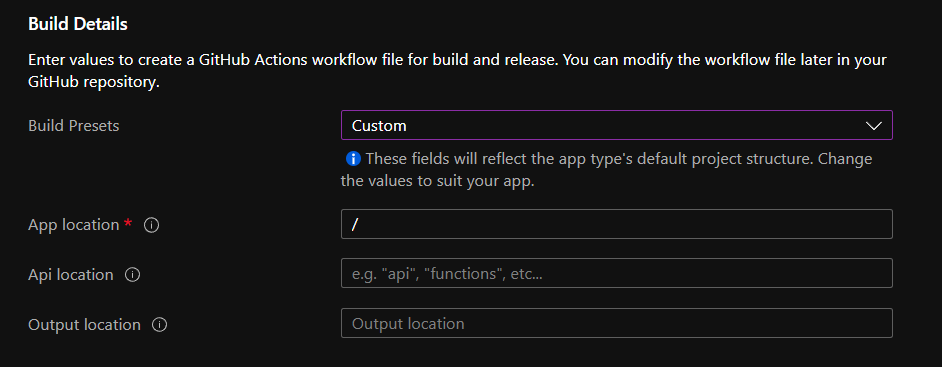 Build Details
Enter values to create a GitHub Actions workflow file for build and release. You can modify the workflow file later in your
GitHub repository.
Build Presets
Custom
These fields will reflect the app type's default project structure. Change
the values to suit your app.
App location *
/
Api location
e.g. "api", "functions", etc...
Output location
Output location